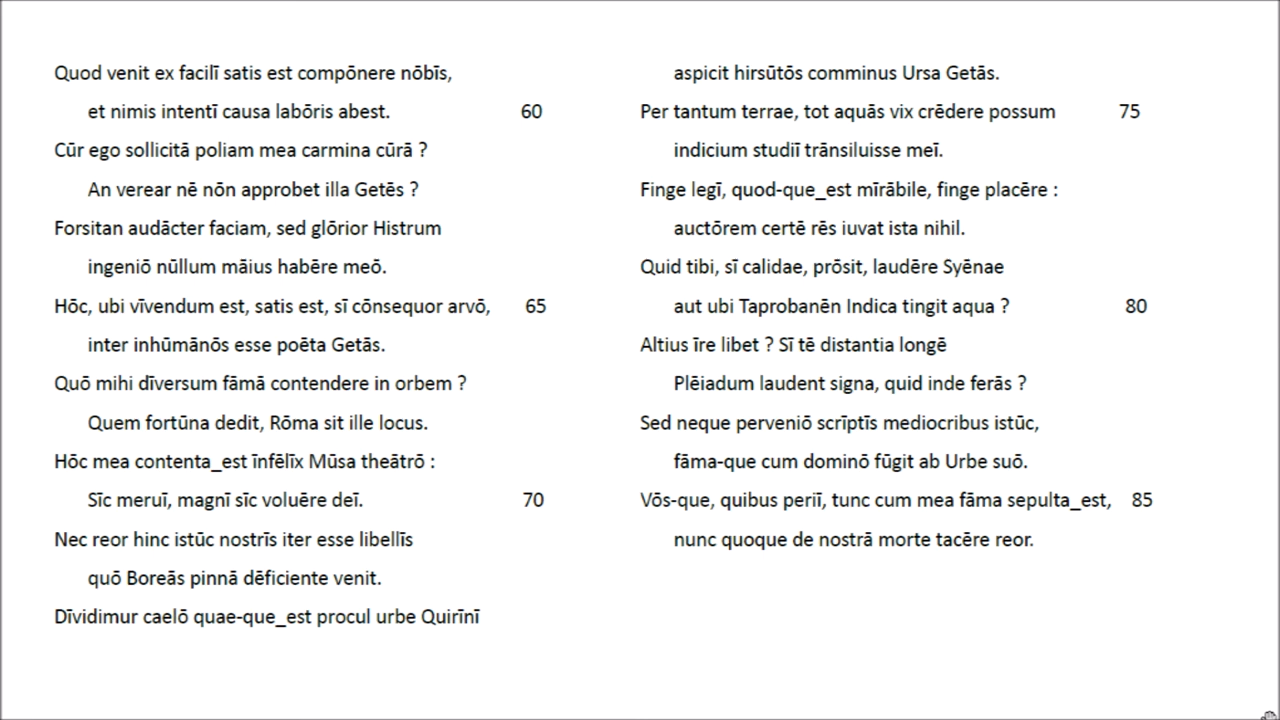 Quod venit ex facilī satis est compōnere nōbīs,
et nimis intentī causa labōris abest. 60
Cūr ego sollicitā poliam mea carmina cūrā ?
An verear nē nōn approbet illa Getēs ?
Forsitan audācter faciam, sed glōrior Histrum
ingeniō nūllum māius habēre meō.
Hōc, ubi vīvendum est, satis est, sī cōnsequor arvō, 65
inter inhūmānōs esse poēta Getās.
Quō mihi dīversum fāmā contendere in orbem ?
Quem fortūna dedit, Rōma sit ille locus.
Hōc mea contenta_est īnfēlīx Mūsa theātrō :
Sīc meruī, magnī sīc voluēre deī. 70
Nec reor hinc istūc nostrīs iter esse libellīs
quō Boreās pinnā dēficiente venit.
Dīvidimur caelō quae-que_est procul urbe Quirīnī
aspicit hirsūtōs comminus Ursa Getās.
Per tantum terrae, tot aquās vix crēdere possum 75
indicium studiī trānsiluisse meī.
Finge legī, quod-que_est mīrābile, finge placēre :
auctōrem certē rēs iuvat ista nihil.
Quid tibi, sī calidae, prōsit, laudēre Syēnae
aut ubi Taprobanēn Indica tingit aqua ? 80
Altius īre libet ? Sī tē distantia longē
Plēiadum laudent signa, quid inde ferās ?
Sed neque perveniō scrīptīs mediocribus istūc,
fāma-que cum dominō fūgit ab Urbe suō.
Vōs-que, quibus periī, tunc cum mea fāma sepulta_est, 85
nunc quoque de nostrā morte tacēre reor.